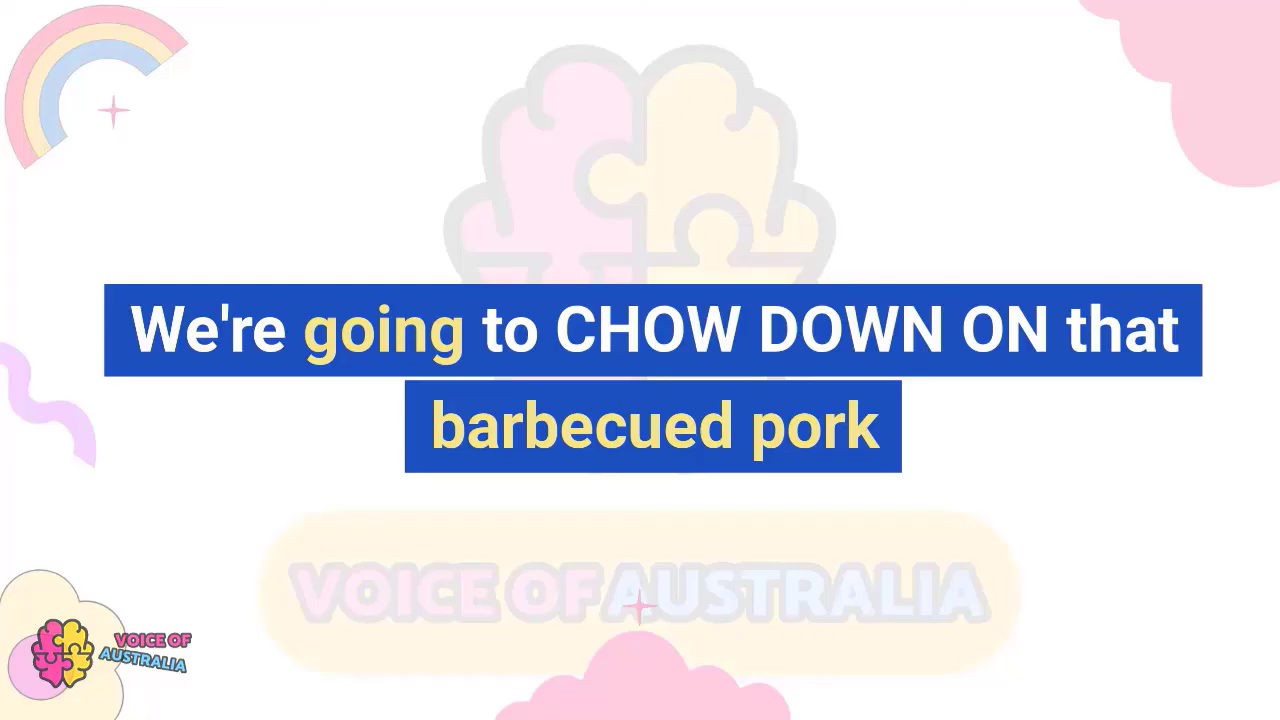 We're going to CHOW DOWN ON that
barbecued pork
VOICE OF AUSTRALIA
VOICE OF
AUSTRALIA